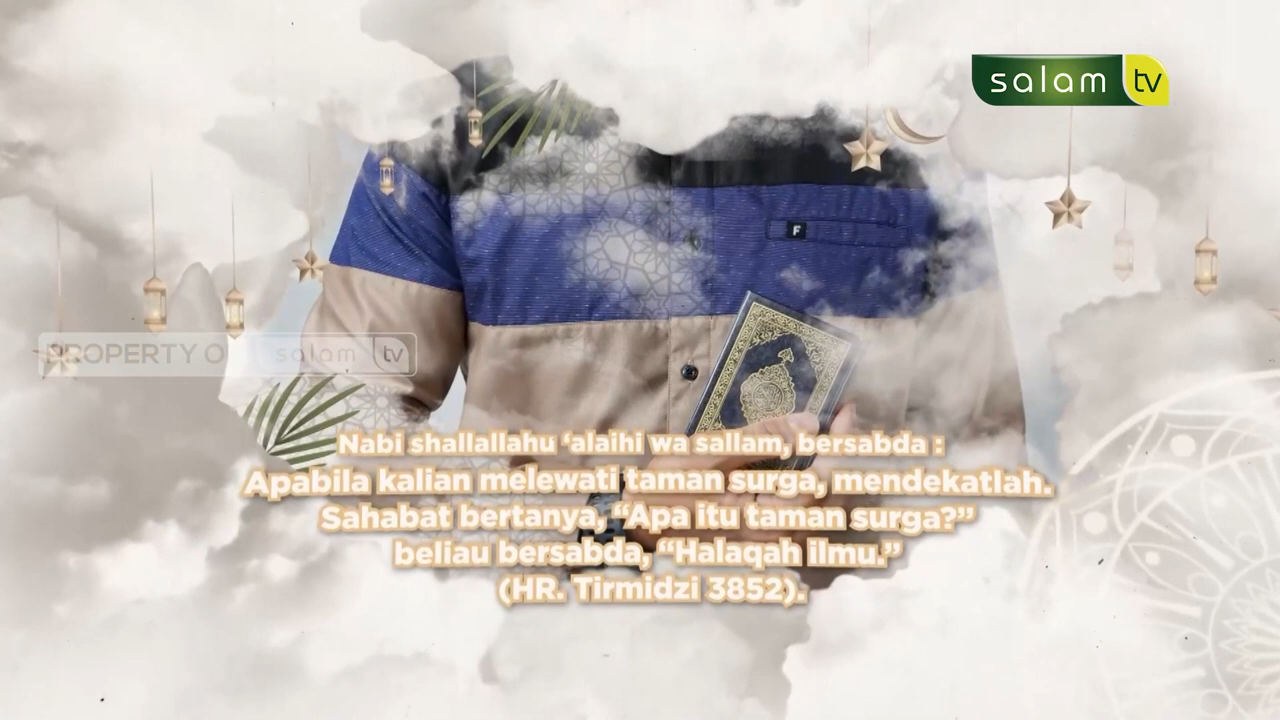 salam tv
F
PROPERTY O
salam tv
Nabi shallallahu ‘alaihi wa sallam, bersabda :
Apabila kalian melewati taman surga, mendekatlah.
Sahabat bertanya, “Apa itu taman surga?”
beliau bersabda, “Halaqah ilmu.”
(HR. Tirmidzi 3852).